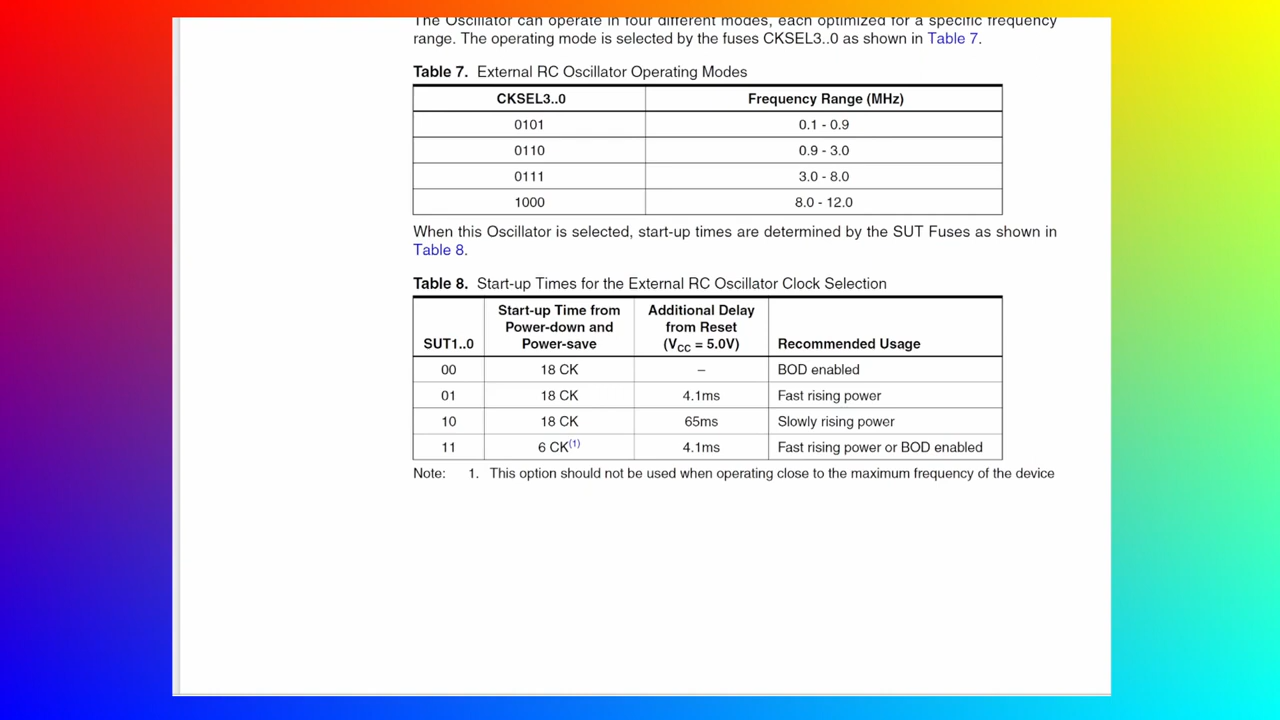 The Oscillator can operate in four different modes, each optimized for a specific frequency
range. The operating mode is selected by the fuses CKSEL3..0 as shown in Table 7.
Table 7. External RC Oscillator Operating Modes
CKSEL3..0 Frequency Range (MHz)
0101 0.1 - 0.9
0110 0.9 - 3.0
0111 3.0 - 8.0
1000 8.0 - 12.0
When this Oscillator is selected, start-up times are determined by the SUT Fuses as shown in
Table 8.
Table 8. Start-up Times for the External RC Oscillator Clock Selection
SUT1..0 Start-up Time from Power-down and Power-save Additional Delay from Reset (VCC = 5.0V) Recommended Usage
00 18 CK – BOD enabled
01 18 CK 4.1ms Fast rising power
10 18 CK 65ms Slowly rising power
11 6 CK(1) 4.1ms Fast rising power or BOD enabled
Note: 1. This option should not be used when operating close to the maximum frequency of the device